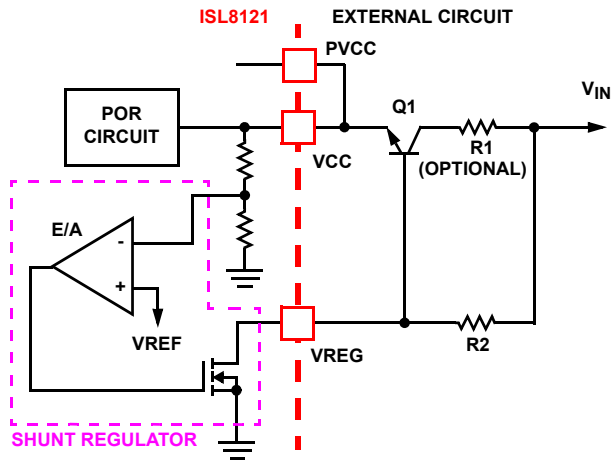 ISL8121
EXTERNAL CIRCUIT
PVCC
VIN
POR
CIRCUIT
Q1
VCC
R1
(OPTIONAL)
E/A
-
+
VREF
VREG
R2
SHUNT REGULATOR